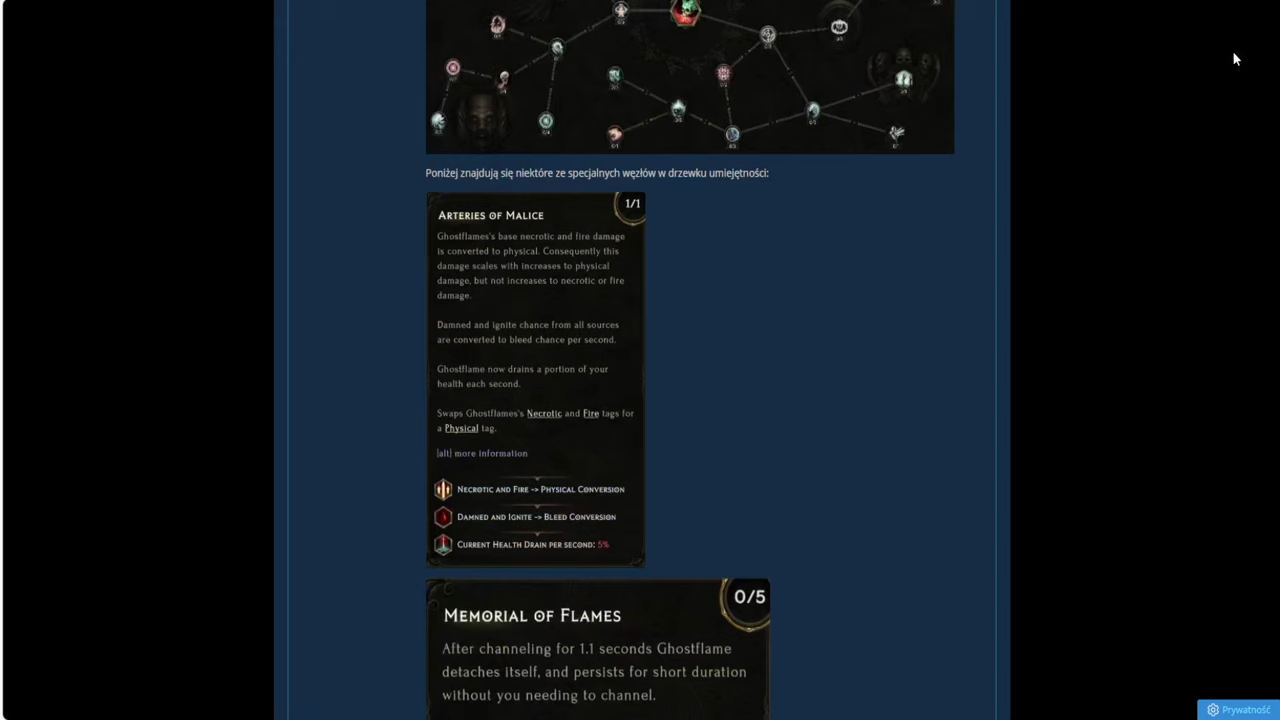 Poniżej znajdują się niektóre ze specjalnych węzłów w drzewku umiejętności:
Arteries of Malice
1/1
Ghostflames's base necrotic and fire damage
is converted to physical. Consequently this
damage scales with increases to physical
damage, but not increases to necrotic or fire
damage.
Damned and ignite chance from all sources
are converted to bleed chance per second.
Ghostflame now drains a portion of your
health each second.
Swaps Ghostflames's Necrotic and Fire tags for
a Physical tag.
[alt] more information
Necrotic and Fire -> Physical Conversion
Damned and Ignite -> Bleed Conversion
Current Health Drain per second: 5%
Memorial of Flames
0/5
After channeling for 1.1 seconds Ghostflame
detaches itself, and persists for short duration
without you needing to channel.
Prywatność